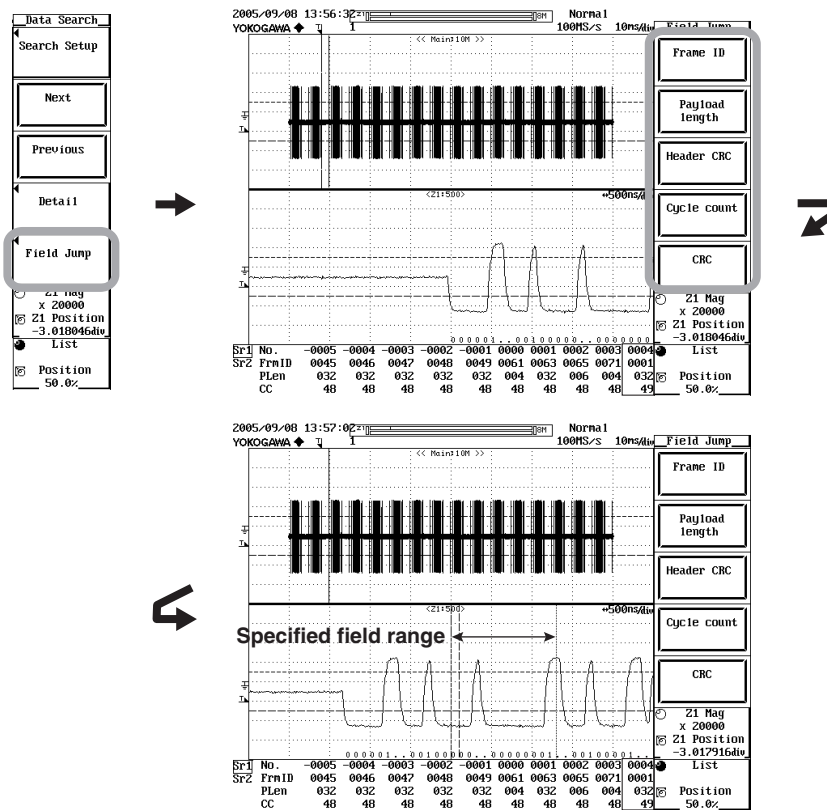 Data Search
Search Setup
Next
Previous
Detail
Field Jump
Z1 Mag
x 20000
Z1 Position
-3.018046div
List
Position
50.0%
2005/09/08 13:56:32
8M
Normal
YOKOGAWA
1
100MS/s 10ms/div
<< Main:10M >>
<Z1:500>
500ns/div
Sr1 No. -0005 -0004 -0003 -0002 -0001 0000 0001 0002 0003 0004
Sr2 FrmID 0045 0046 0047 0048 0049 0061 0063 0065 0071 0001
PLen 032 032 032 032 032 004 032 006 004 032
CC 48 48 48 48 48 48 48 48 48 49
Field Jump
Frame ID
Payload
length
Header CRC
Cycle count
CRC
Z1 Mag
x 20000
Z1 Position
-3.018046div
List
Position
50.0%
2005/09/08 13:57:02
8M
Normal
YOKOGAWA
1
100MS/s 10ms/div
<< Main:10M >>
<Z1:500>
500ns/div
Specified field range
Sr1 No. -0005 -0004 -0003 -0002 -0001 0000 0001 0002 0003 0004
Sr2 FrmID 0045 0046 0047 0048 0049 0061 0063 0065 0071 0001
PLen 032 032 032 032 032 004 032 006 004 032
CC 48 48 48 48 48 48 48 48 48 49
Field Jump
Frame ID
Payload
length
Header CRC
Cycle count
CRC
Z1 Mag
x 20000
Z1 Position
-3.017916div
List
Position
50.0%